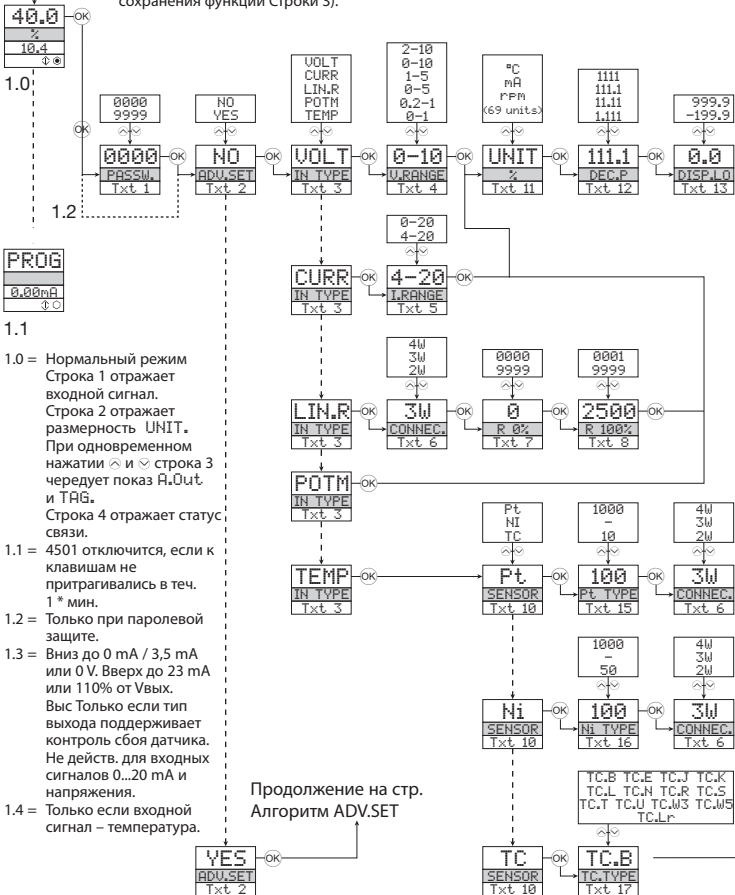 сохранения функции Строки 3).
40.0
%
10.4
1.0
OK
OK
0000
9999
0000
PASSW.
Txt 1
OK
NO
YES
NO
ADV.SET
Txt 2
OK
VOLT
CURR
LIN.R
POTM
TEMP
VOLT
IN TYPE
Txt 3
OK
2-10
0-10
1-5
0-5
0.2-1
0-1
0-10
V.RANGE
Txt 4
OK
°C
mA
rpm
(69 units)
UNIT
%
Txt 11
OK
1111
111.1
11.11
1.111
111.1
DEC.P
Txt 12
OK
999.9
-199.9
0.0
DISP.LO
Txt 13
1.2
PROG
0.00mA
1.1
CURR
IN TYPE
Txt 3
OK
0-20
4-20
4-20
I.RANGE
Txt 5
OK
LIN.R
IN TYPE
Txt 3
OK
4W
3W
2W
3W
CONNEC.
Txt 6
OK
0000
9999
0
R 0%
Txt 7
OK
0001
9999
2500
R 100%
Txt 8
OK
POTM
IN TYPE
Txt 3
OK
TEMP
IN TYPE
Txt 3
OK
Pt
NI
TC
Pt
SENSOR
Txt 10
OK
1000
–
10
100
Pt TYPE
Txt 15
OK
4W
3W
2W
3W
CONNEC.
Txt 6
Ni
SENSOR
Txt 10
OK
1000
–
50
100
Ni TYPE
Txt 16
OK
4W
3W
2W
3W
CONNEC.
Txt 6
TC
SENSOR
Txt 10
OK
TC.B TC.E TC.J TC.K
TC.L TC.N TC.R TC.S
TC.T TC.U TC.W3 TC.W5
TC.Lr
TC.B
TC.TYPE
Txt 17
1.0 = Нормальный режим
Строка 1 отражает
входной сигнал.
Строка 2 отражает
размерность UNIT.
При одновременном
нажатии и строка 3
чередует показ A.Out
и TAG.
Строка 4 отражает статус
связи.
1.1 = 4501 отключится, если к
клавишам не
притрагивались в теч.
1 * мин.
1.2 = Только при паролевой
защите.
1.3 = Вниз до 0 mA / 3,5 mA
или 0 V. Вверх до 23 mA
или 110% от Vвых.
Выс Только если тип
выхода поддерживает
контроль сбоя датчика.
Не действ. для входных
сигналов 0...20 mA и
напряжения.
1.4 = Только если входной
сигнал – температура.
YES
ADV.SET
Txt 2
OK
Продолжение на стр.
Алгоритм ADV.SET